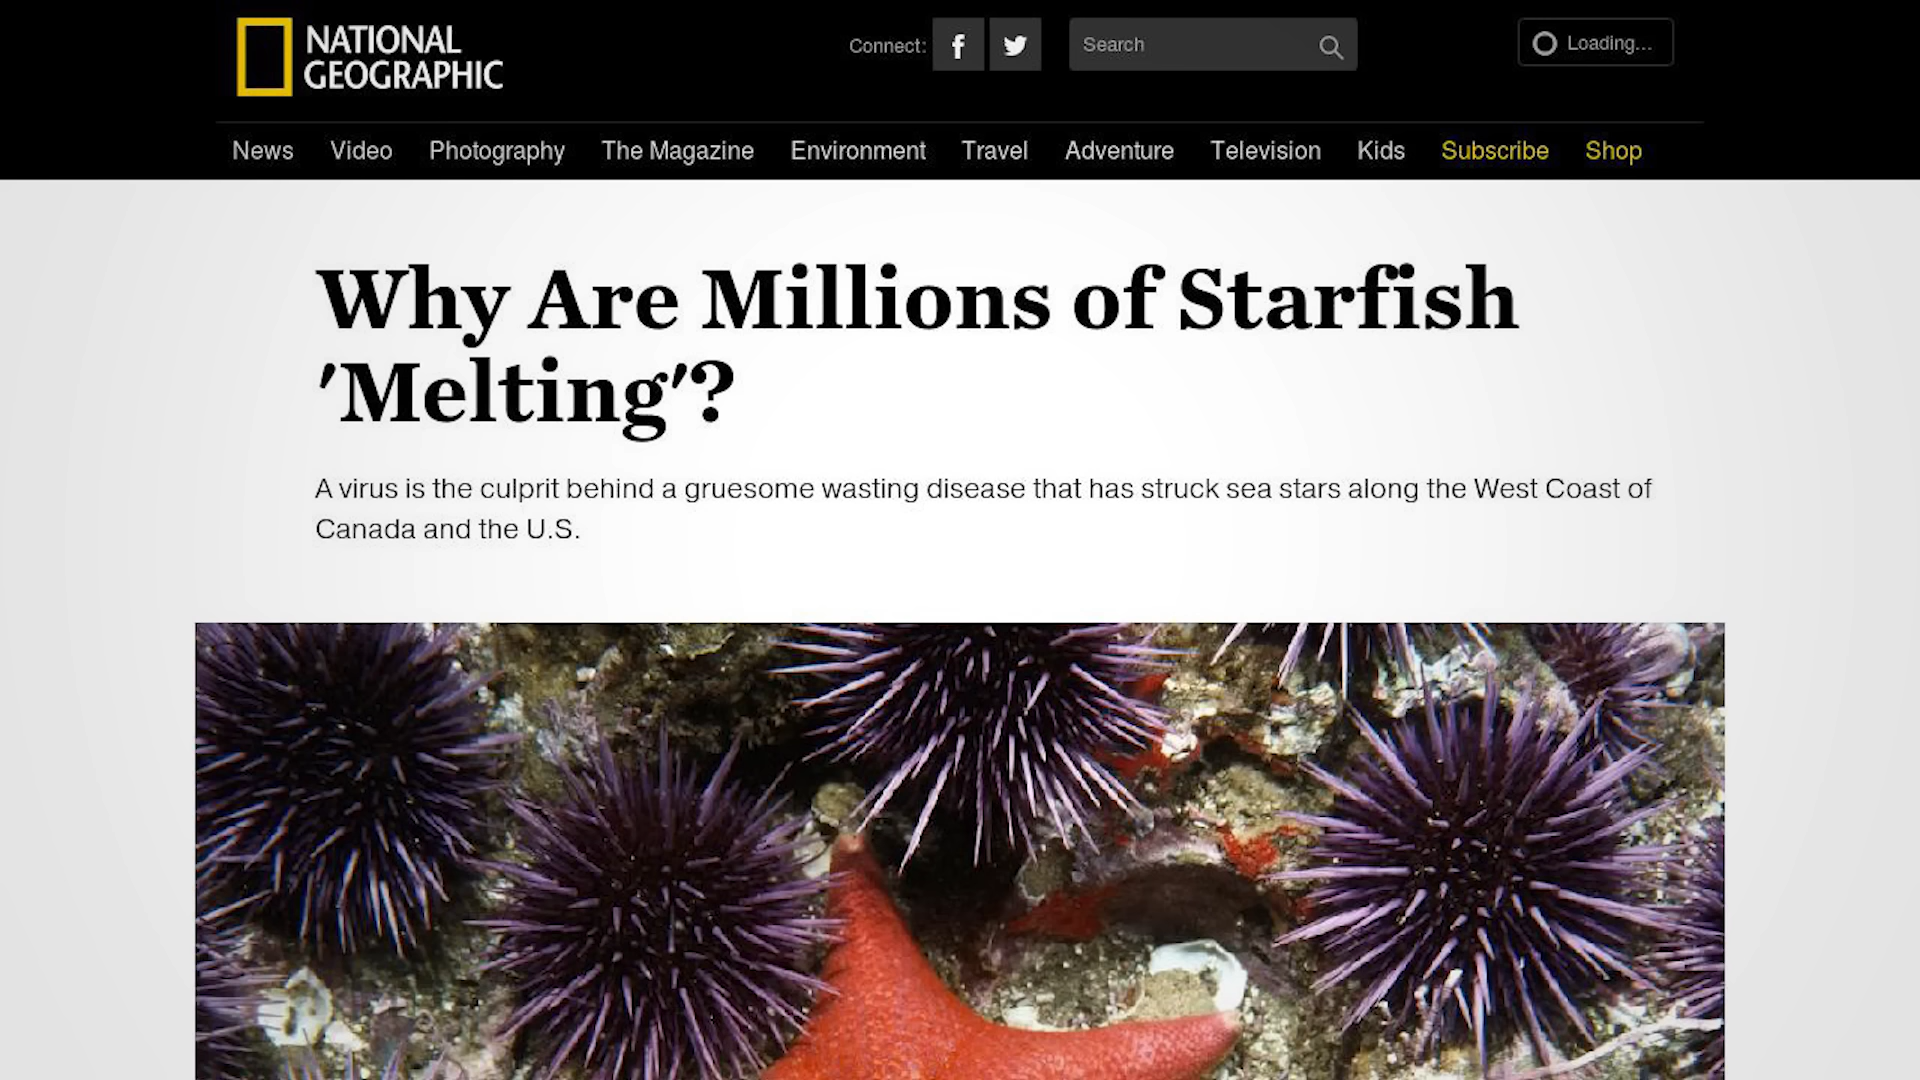 NATIONAL
GEOGRAPHIC
Connect:
Search
Loading...
News Video Photography The Magazine Environment Travel Adventure Television Kids Subscribe Shop
Why Are Millions of Starfish
'Melting'?
A virus is the culprit behind a gruesome wasting disease that has struck sea stars along the West Coast of
Canada and the U.S.